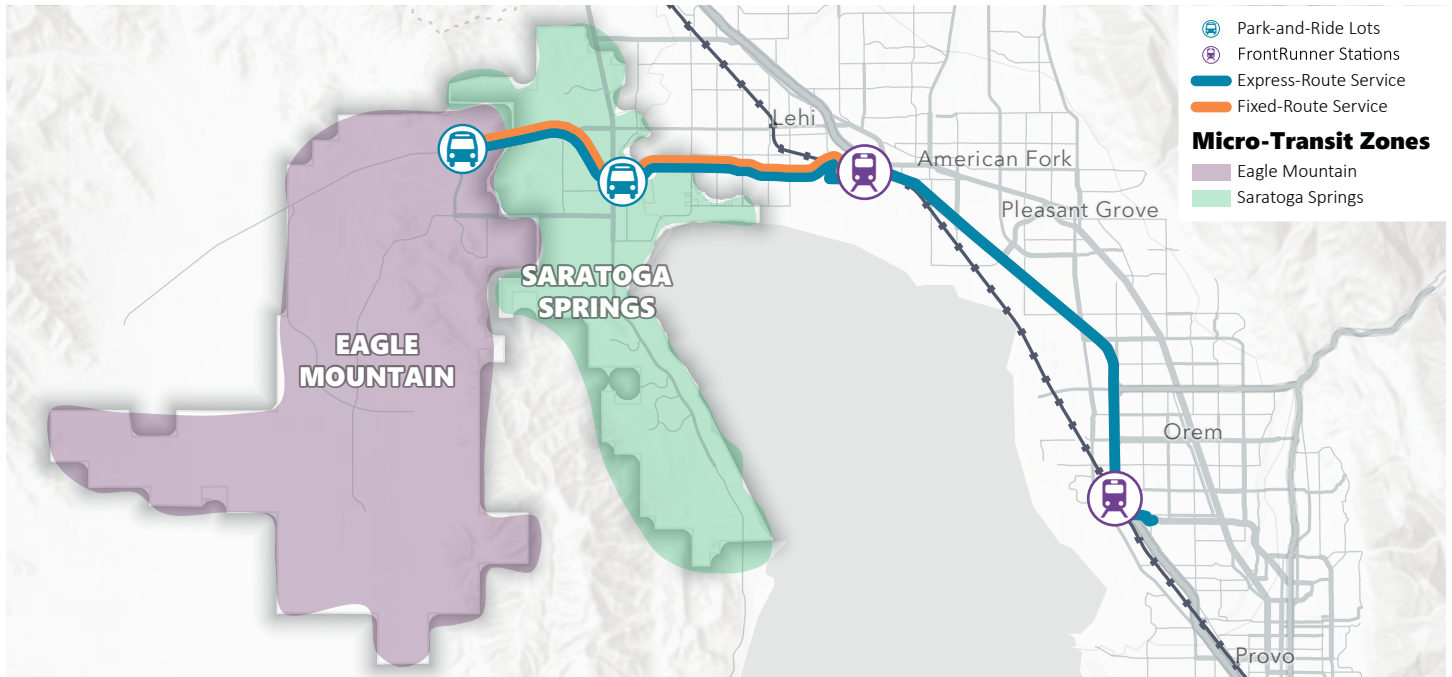 Park-and-Ride Lots
FrontRunner Stations
Express-Route Service
Fixed-Route Service
Micro-Transit Zones
Eagle Mountain
Saratoga Springs
Lehi
American Fork
Pleasant Grove
SARATOGA
SPRINGS
EAGLE
MOUNTAIN
Orem
Provo